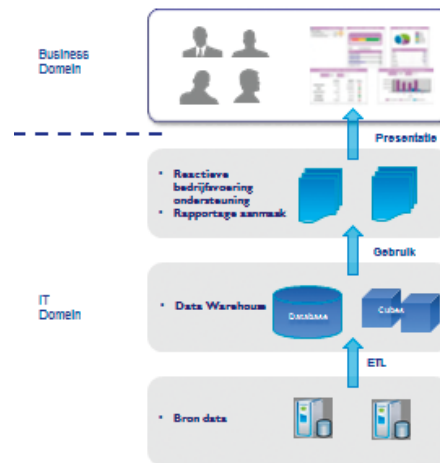 Business
Domein
Presentatie
• Reactieve
bedrijfsvoering
ondersteuning
• Rapportage aanmaak
Gebruik
IT
Domein
• Data Warehouse
Database
Cubes
ETL
• Bron data